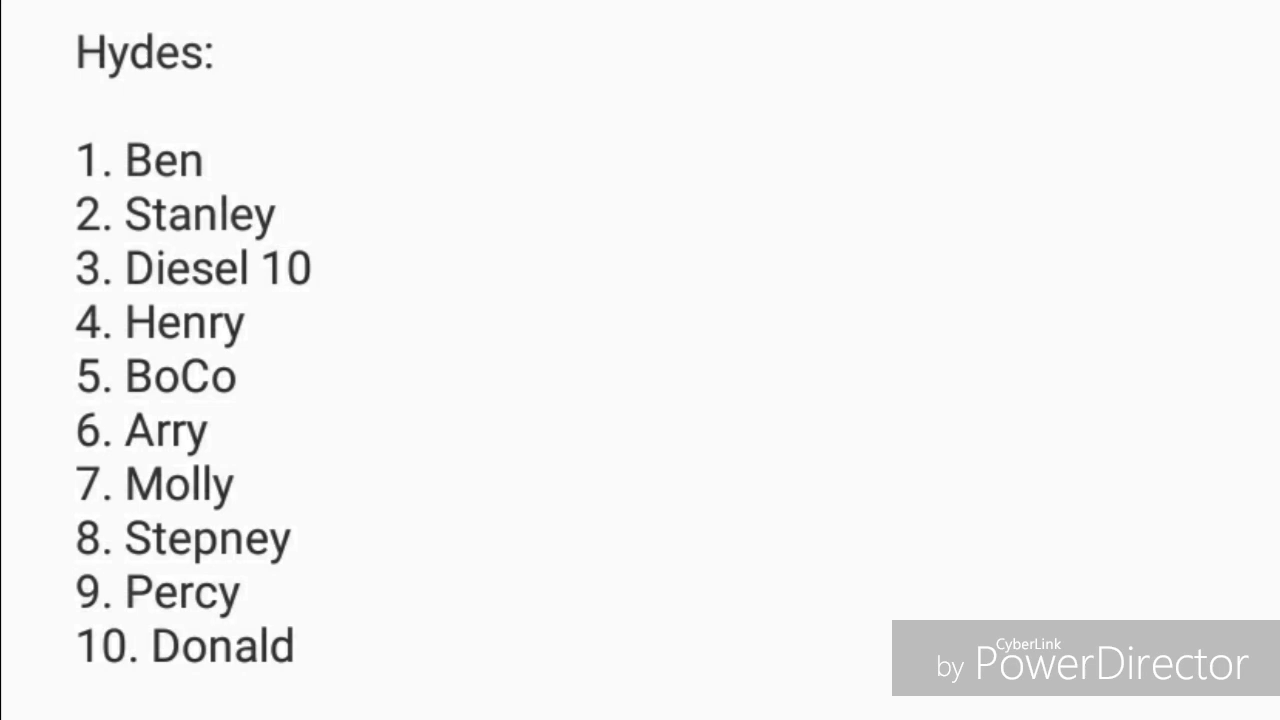 Hydes:
1. Ben
2. Stanley
3. Diesel 10
4. Henry
5. BoCo
6. Arry
7. Molly
8. Stepney
9. Percy
10. Donald
CyberLink
by PowerDirector